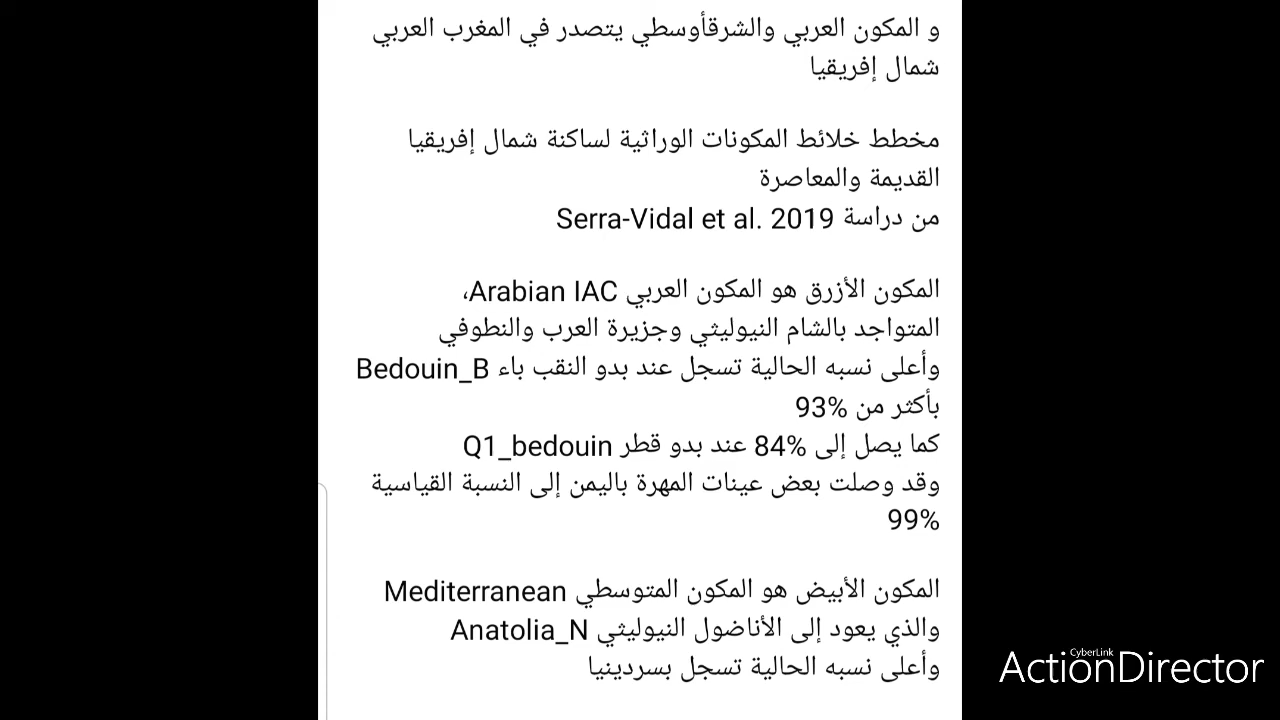 و المكون العربي والشرقأوسطي يتصدر في المغرب العربي
شمال إفريقيا
مخطط خلائط المكونات الوراثية لساكنة شمال إفريقيا
القديمة والمعاصرة
من دراسة Serra-Vidal et al. 2019
المكون الأزرق هو المكون العربي Arabian IAC،
المتواجد بالشام النيوليثي وجزيرة العرب والنطوفي
وأعلى نسبه الحالية تسجل عند بدو النقب باء Bedouin_B
بأكثر من 93%
كما يصل إلى 84% عند بدو قطر Q1_bedouin
وقد وصلت بعض عينات المهرة باليمن إلى النسبة القياسية
99%
المكون الأبيض هو المكون المتوسطي Mediterranean
والذي يعود إلى الأناضول النيوليثي Anatolia_N
وأعلى نسبه الحالية تسجل بسردينيا
CyberLink
ActionDirector